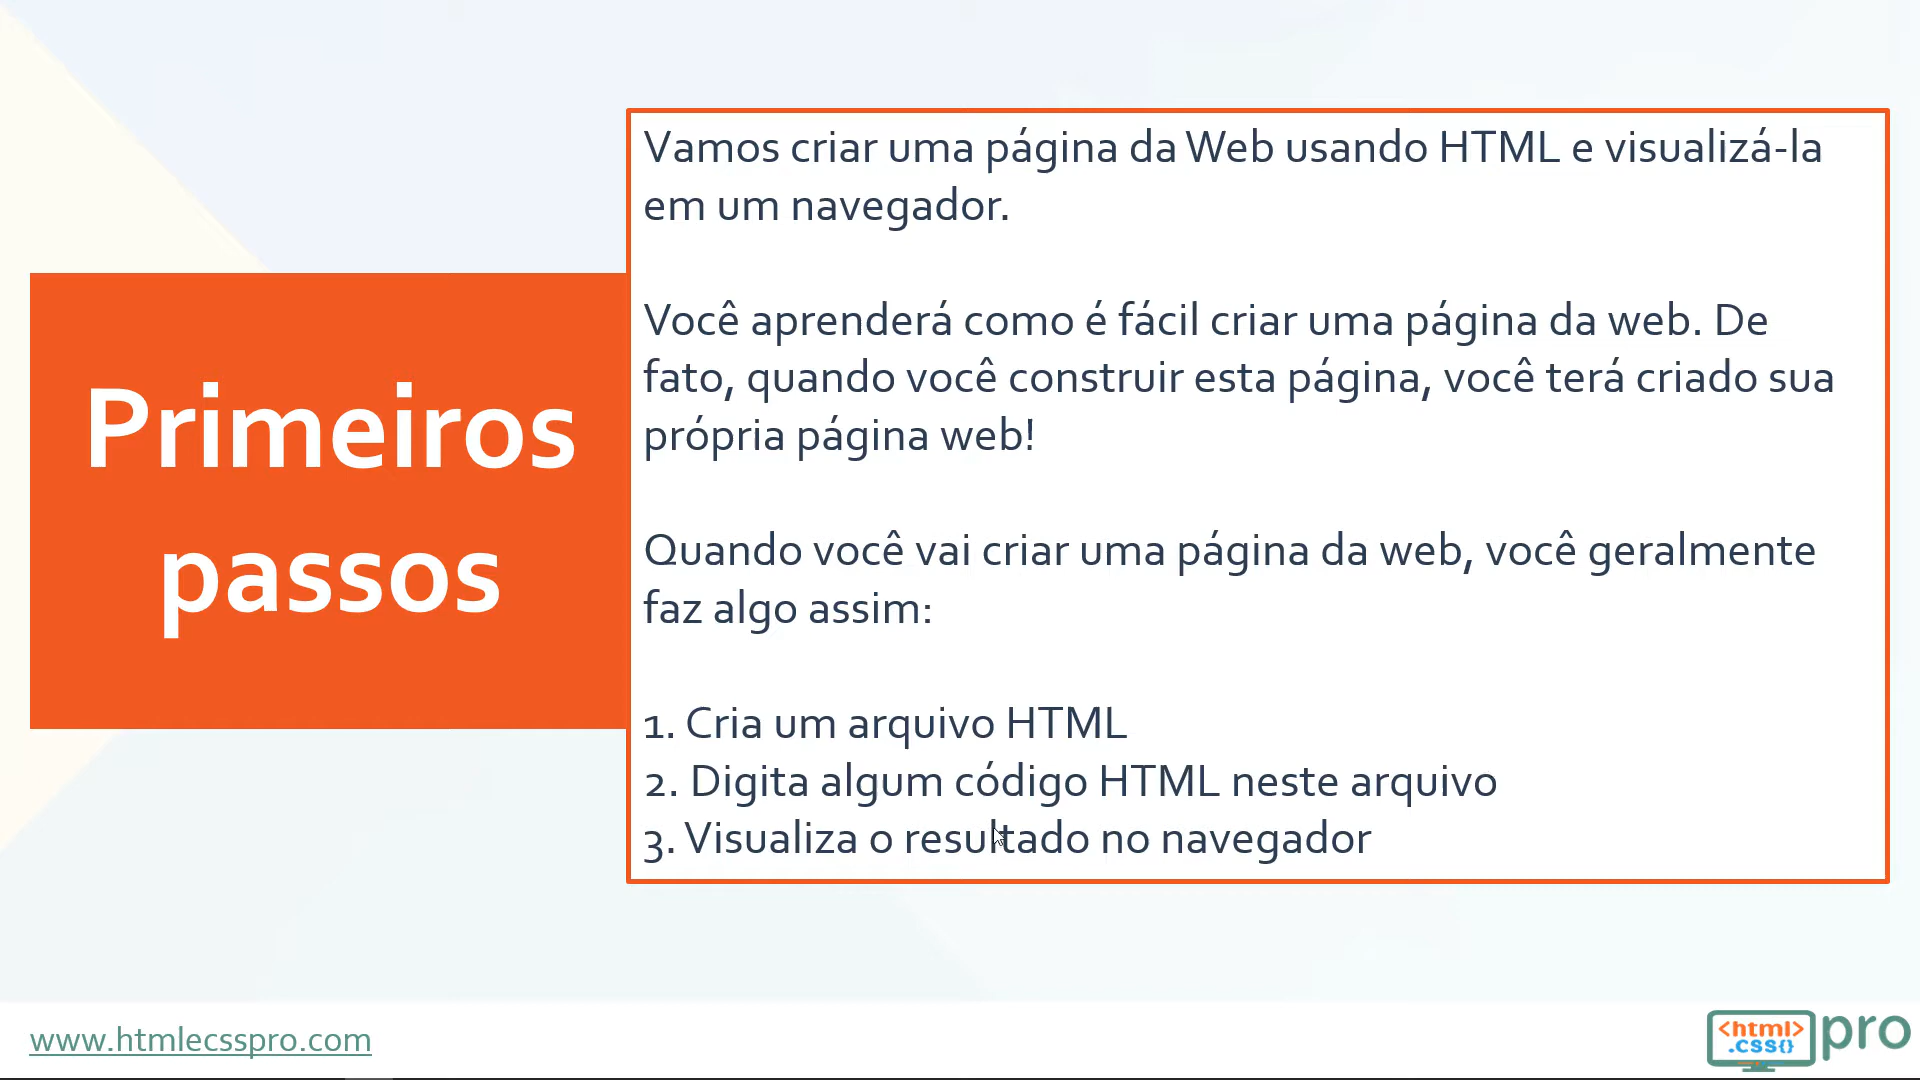 Primeiros
passos
Vamos criar uma página da Web usando HTML e visualizá-la
em um navegador.
Você aprenderá como é fácil criar uma página da web. De
fato, quando você construir esta página, você terá criado sua
própria página web!
Quando você vai criar uma página da web, você geralmente
faz algo assim:
1. Cria um arquivo HTML
2. Digita algum código HTML neste arquivo
3. Visualiza o resultado no navegador
www.htmlecsspro.com
<html>
.css{}
pro